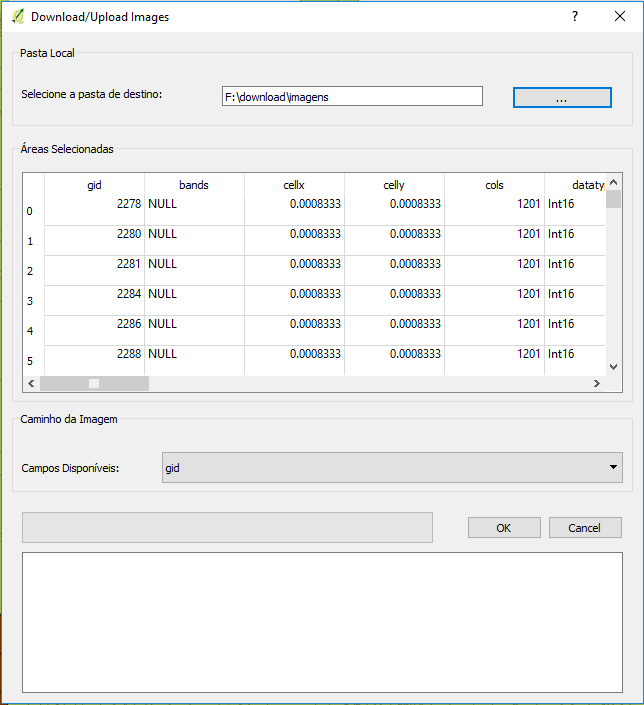 Download/Upload Images ?
Pasta Local
Selecione a pasta de destino: F:\download\imagens ...
Áreas Selecionadas
gid bands cellx celly cols dataty
0 2278 NULL 0.0008333 0.0008333 1201 Int16
1 2280 NULL 0.0008333 0.0008333 1201 Int16
2 2281 NULL 0.0008333 0.0008333 1201 Int16
3 2284 NULL 0.0008333 0.0008333 1201 Int16
4 2286 NULL 0.0008333 0.0008333 1201 Int16
5 2288 NULL 0.0008333 0.0008333 1201 Int16
Caminho da Imagem
Campos Disponíveis: gid
OK Cancel